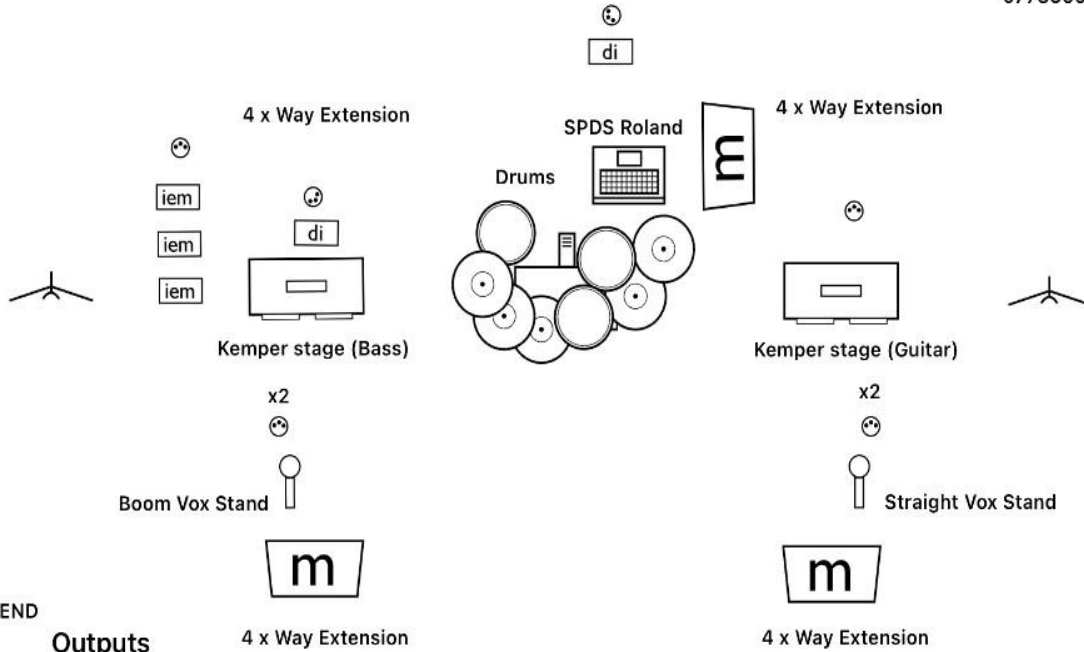 di
4 x Way Extension
4 x Way Extension
SPDS Roland
m
Drums
iem
di
iem
iem
Kemper stage (Bass)
Kemper stage (Guitar)
x2
x2
Boom Vox Stand
Straight Vox Stand
m
m
END
Outputs
4 x Way Extension
4 x Way Extension